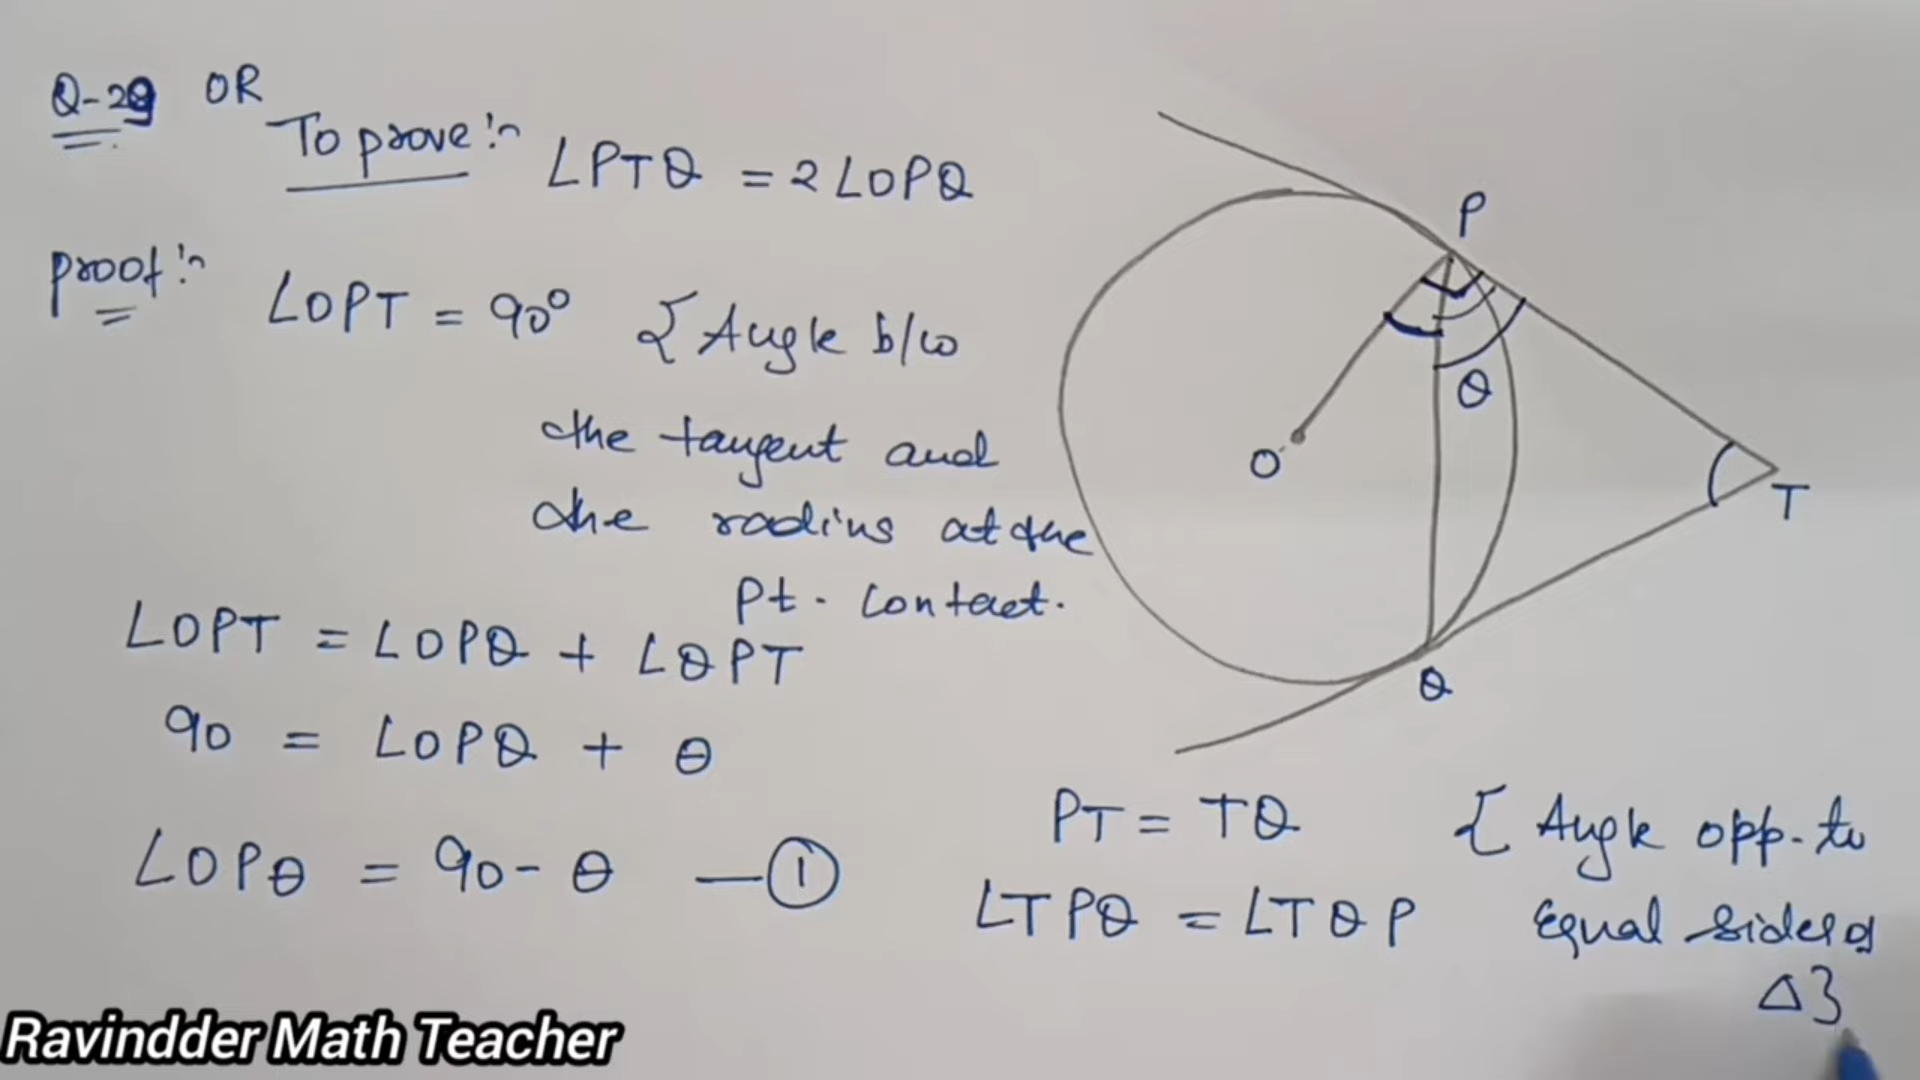 Q-29 OR
To prove :- ∠PTQ = 2∠OPQ
Proof :- ∠OPT = 90° { Angle b/w
the tangent and
the radius at the
Pt. Contact.
∠OPT = ∠OPQ + ∠QPT
90 = ∠OPQ + θ
∠OPQ = 90 - θ — ①
P
θ
O
T
Q
PT = TQ { Angle opp. to
∠TPQ = ∠TQP Equal sides of
Δ}
Ravindder Math Teacher